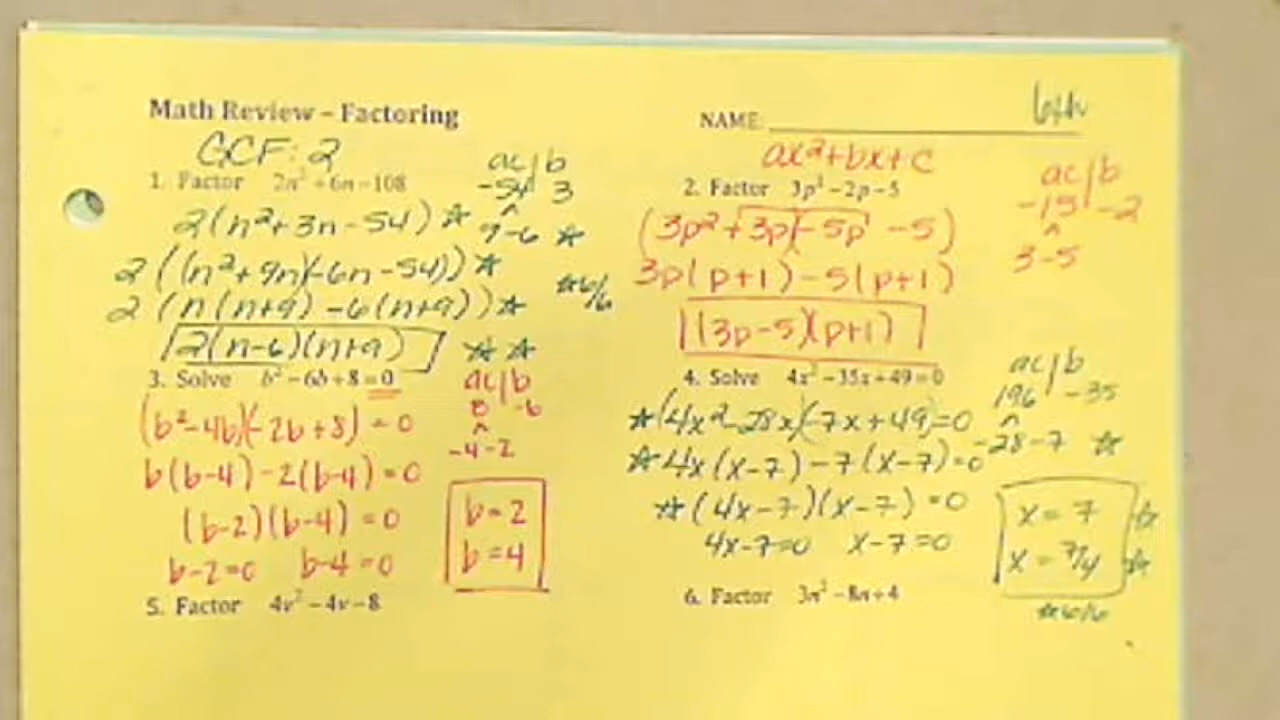 Math Review – Factoring
NAME: 6th
GCF: 2
1. Factor 2n² + 6n – 108
ac | b
-54 3
9 -6 ☆
2(n²+3n-54) ☆
2((n²+9n)(-6n-54)) ☆
2(n(n+9)-6(n+9)) ☆
☆6/6
2(n-6)(n+9)
☆ ☆
ax²+bx+c
2. Factor 3p² – 2p – 5
ac | b
-15 -2
3 -5
(3p²+3p)(-5p-5)
3p(p+1)-5(p+1)
(3p-5)(p+1)
3. Solve b² – 6b + 8 = 0
ac | b
8 -6
-4 -2
(b²-4b)(-2b+8) = 0
b(b-4)-2(b-4)=0
(b-2)(b-4) = 0
b-2=0 b-4=0
b=2
b=4
4. Solve 4x² – 35x + 49 = 0
ac | b
196 -35
-28 -7 ☆
☆(4x²-28x)(-7x+49)=0
☆4x(x-7)-7(x-7)=0
☆(4x-7)(x-7)=0
4x-7=0 x-7=0
x=7 ☆
x=7/4 ☆
☆6/6
5. Factor 4v² – 4v – 8
6. Factor 3n² – 8n + 4